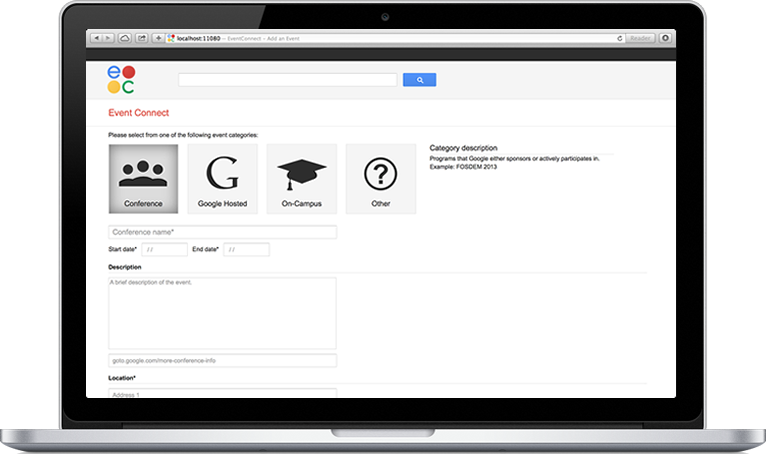 localhost:11080 – EventConnect - Add an Event
Reader
e
C
Event Connect
Please select from one of the following event categories:
Conference
G
Google Hosted
On-Campus
?
Other
Category description
Programs that Google either sponsors or actively participates in.
Example: FOSDEM 2013
Conference name*
Start date* / / End date* / /
Description
A brief description of the event.
goto.google.com/more-conference-info
Location*
Address 1